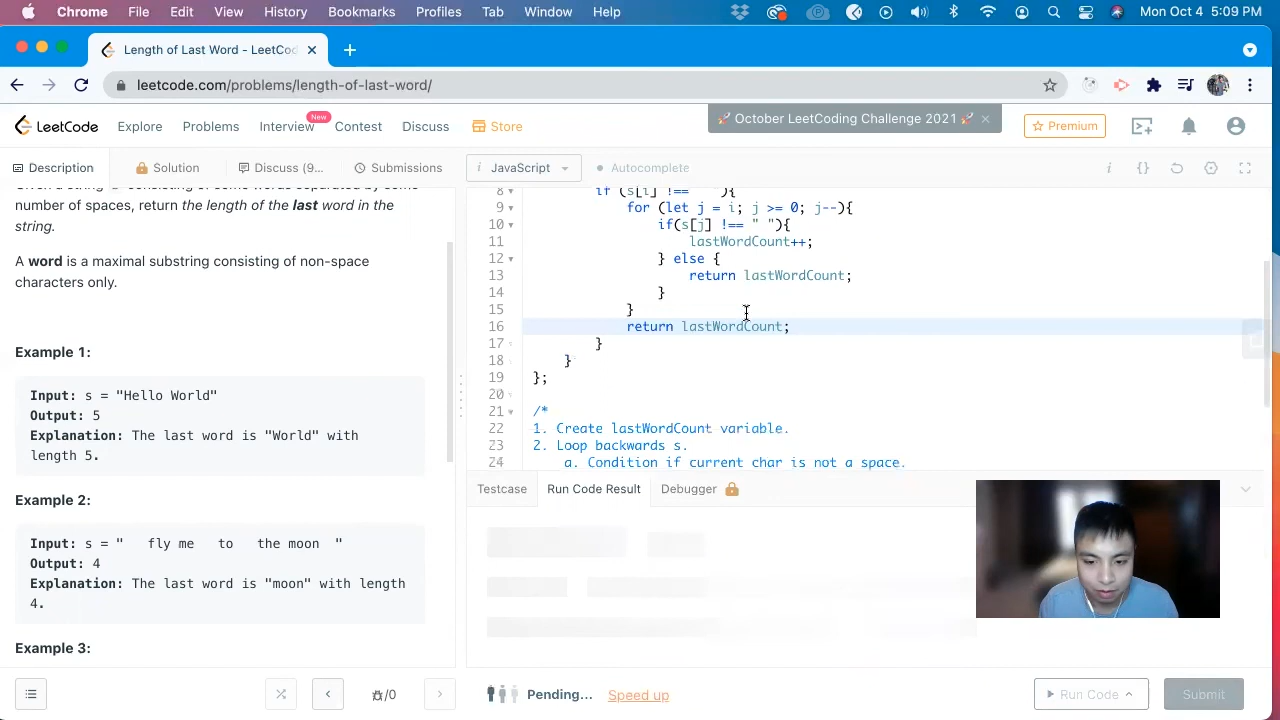 Chrome File Edit View History Bookmarks Profiles Tab Window Help Mon Oct 4 5:09 PM
Length of Last Word - LeetCo
leetcode.com/problems/length-of-last-word/
LeetCode Explore Problems Interview New Contest Discuss Store
🚀 October LeetCoding Challenge 2021 🚀 ×
Premium
Description Solution Discuss (9... Submissions
i JavaScript Autocomplete
number of spaces, return the length of the last word in the
string.
A word is a maximal substring consisting of non-space
characters only.
Example 1:
Input: s = "Hello World"
Output: 5
Explanation: The last word is "World" with
length 5.
Example 2:
Input: s = "   fly me   to   the moon  "
Output: 4
Explanation: The last word is "moon" with length
4.
Example 3:
8 if (s[i] !== " "){
9 for (let j = i; j >= 0; j--){
10 if(s[j] !== " "){
11 lastWordCount++;
12 } else {
13 return lastWordCount;
14 }
15 }
16 return lastWordCount;
17 }
18 }
19 };
20
21 /*
22 1. Create lastWordCount variable.
23 2. Loop backwards s.
24 a. Condition if current char is not a space.
Testcase Run Code Result Debugger
/0
Pending... Speed up
Run Code Submit